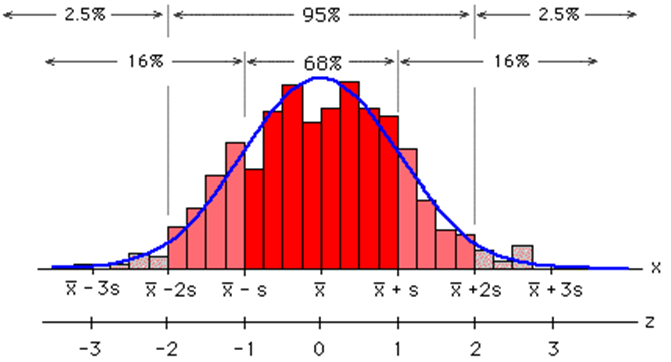 2.5% 95% 2.5%
16% 68% 16%
x
x̄ -3s x̄ -2s x̄ - s x̄ x̄ + s x̄ +2s x̄ + 3s
z
-3 -2 -1 0 1 2 3